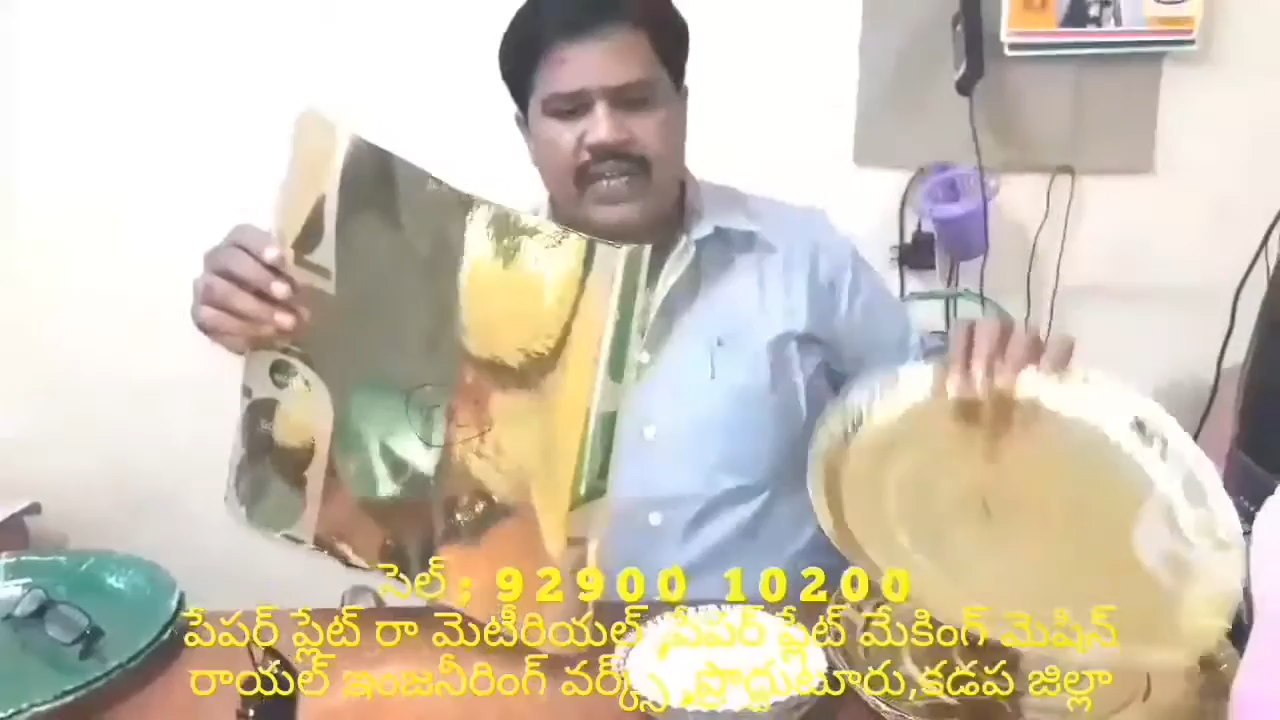 సెల్ : 92900 10200
పేపర్ ప్లేట్ రా మెటీరియల్ ,పేపర్ ప్లేట్ మేకింగ్ మెషిన్
రాయల్ ఇంజనీరింగ్ వర్క్స్ ,ప్రొద్దుటూరు,కడప జిల్లా